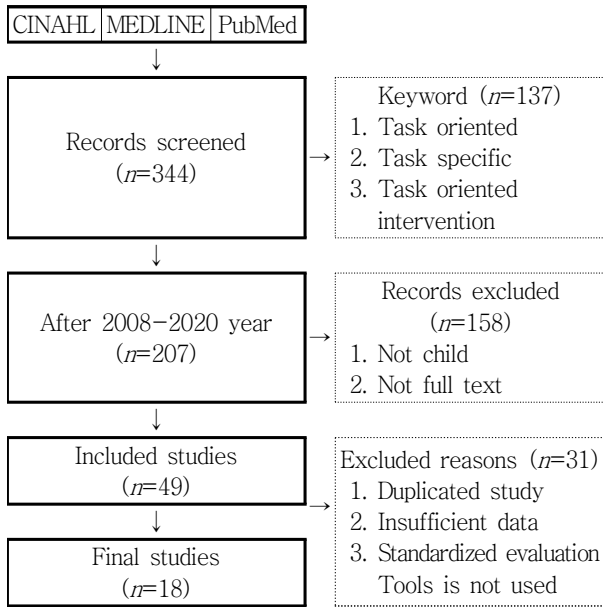 CINAHL MEDLINE PubMed
↓
Records screened
(n=344)
→
Keyword (n=137)
1. Task oriented
2. Task specific
3. Task oriented
intervention
↓
After 2008-2020 year
(n=207)
→
Records excluded
(n=158)
1. Not child
2. Not full text
↓
Included studies
(n=49)
↓
Final studies
(n=18)
→
Excluded reasons (n=31)
1. Duplicated study
2. Insufficient data
3. Standardized evaluation
Tools is not used